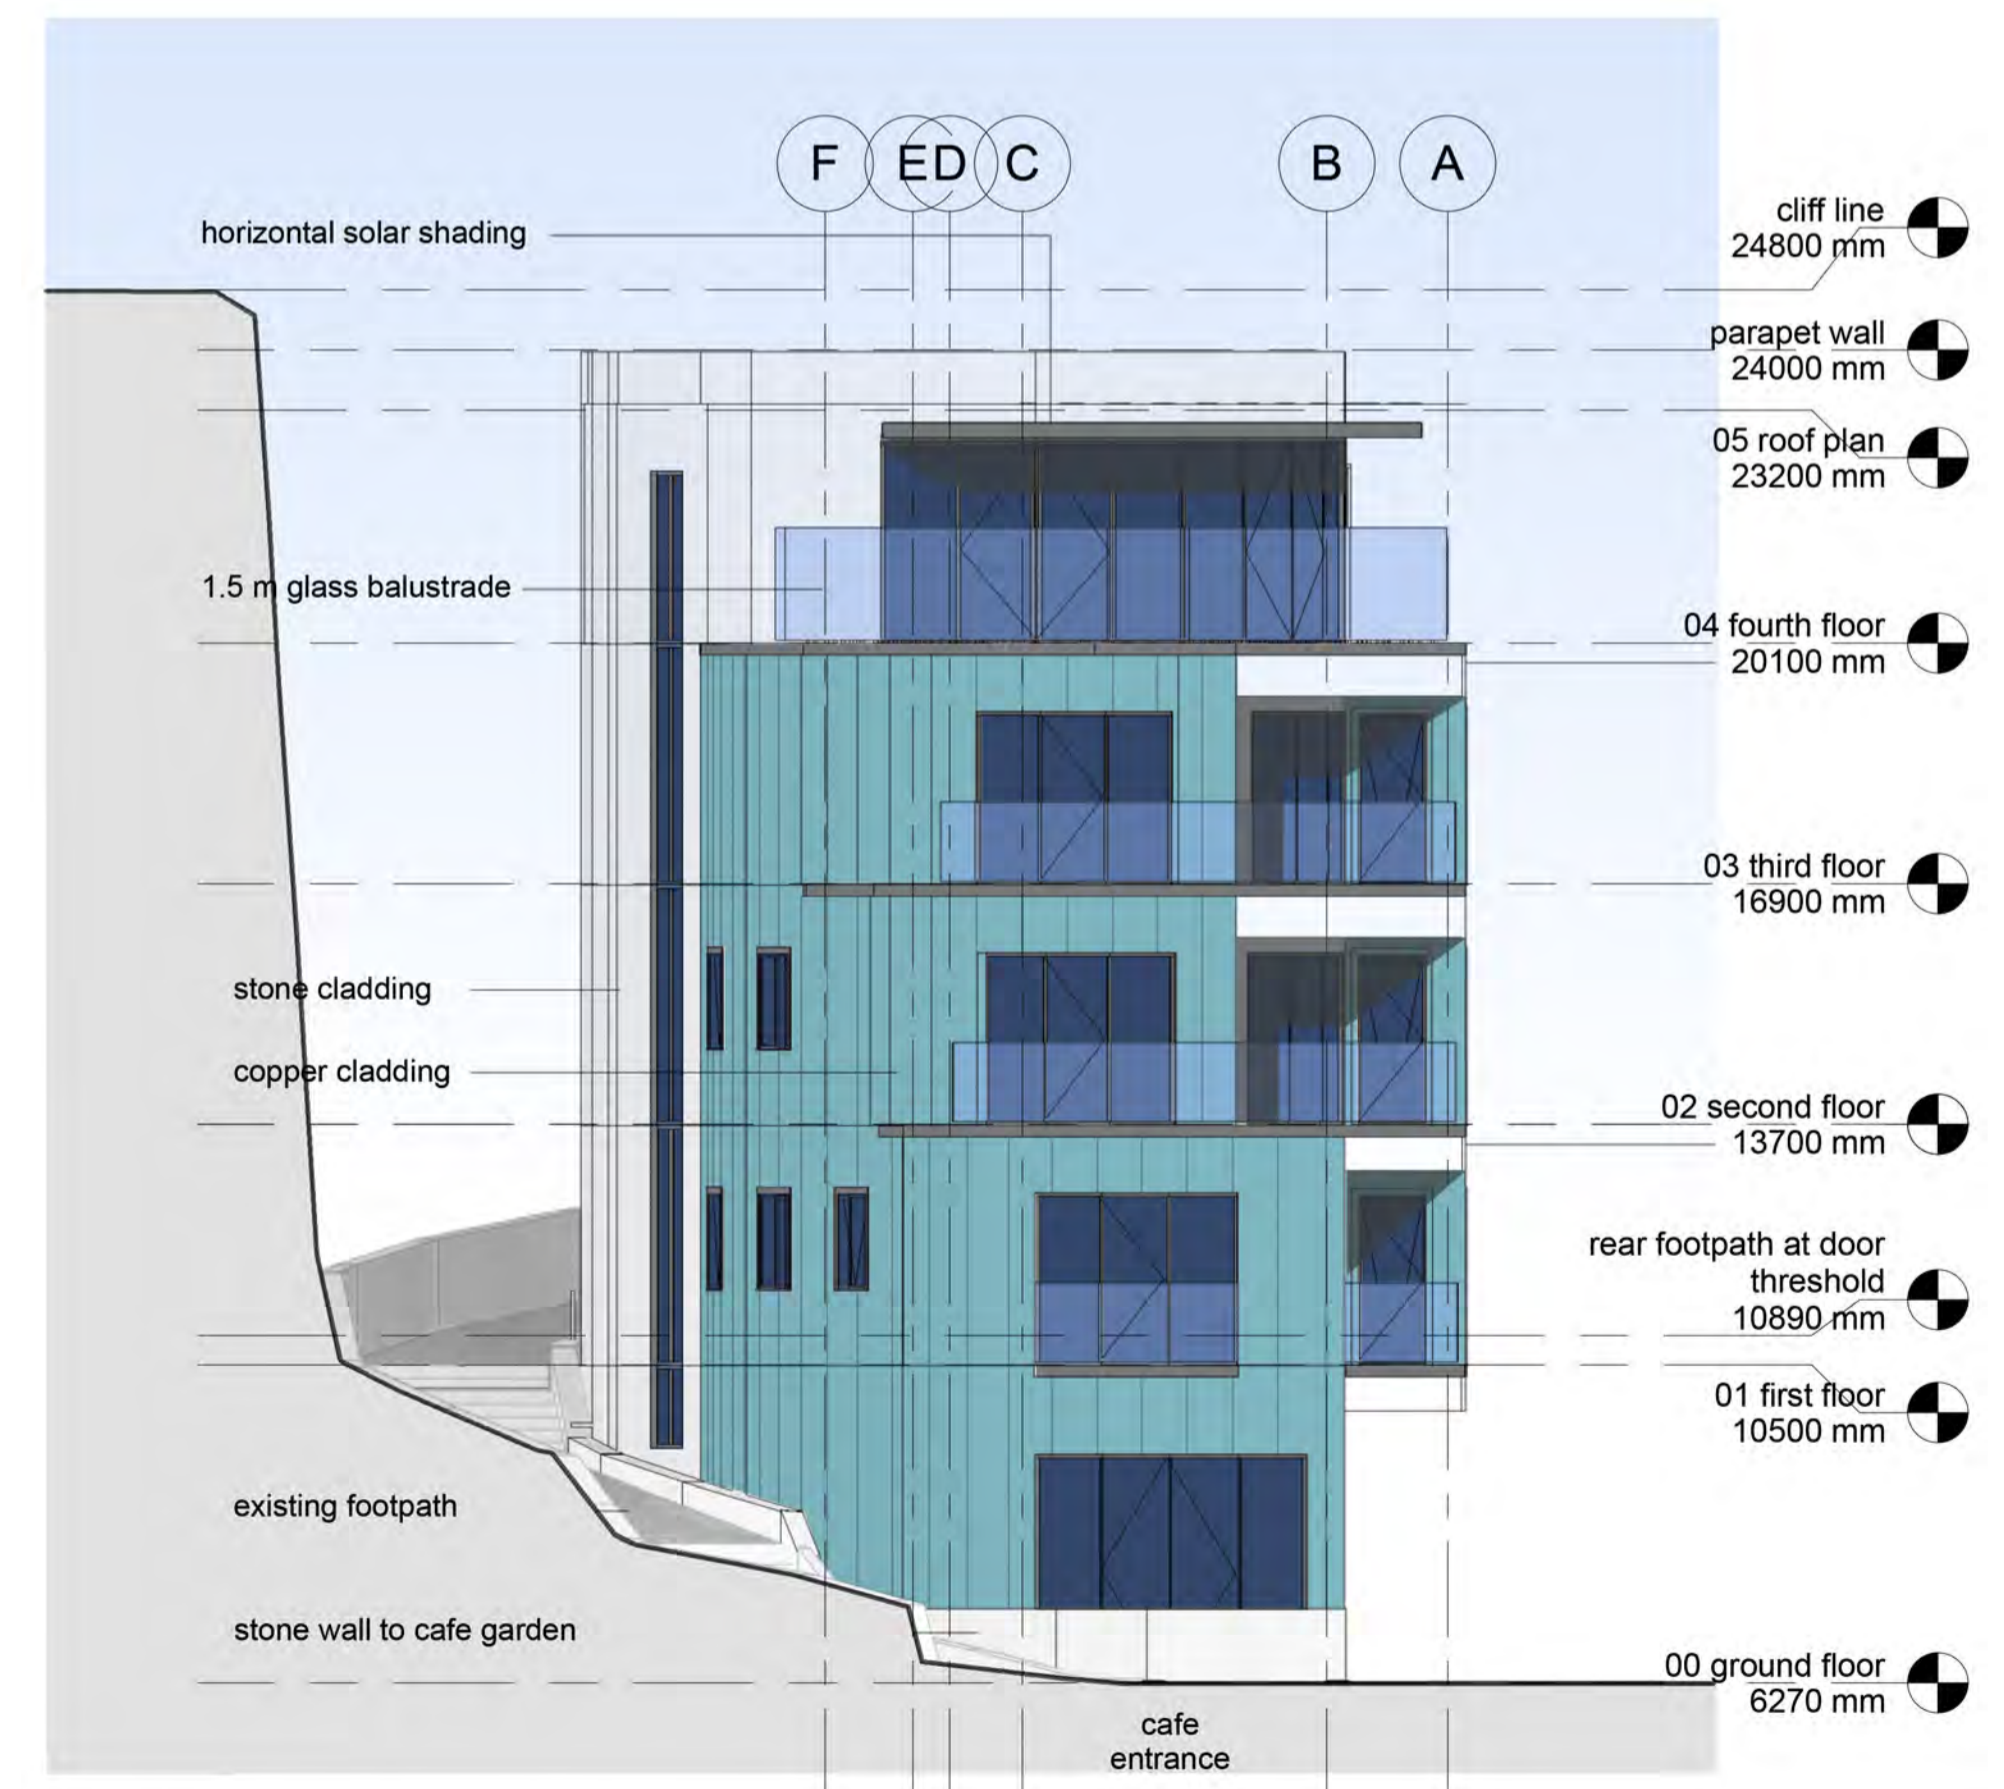 F E D C B A
horizontal solar shading
cliff line
24800 mm
parapet wall
24000 mm
05 roof plan
23200 mm
1.5 m glass balustrade
04 fourth floor
20100 mm
03 third floor
16900 mm
stone cladding
copper cladding
02 second floor
13700 mm
rear footpath at door
threshold
10890 mm
01 first floor
10500 mm
existing footpath
stone wall to cafe garden
00 ground floor
6270 mm
cafe
entrance